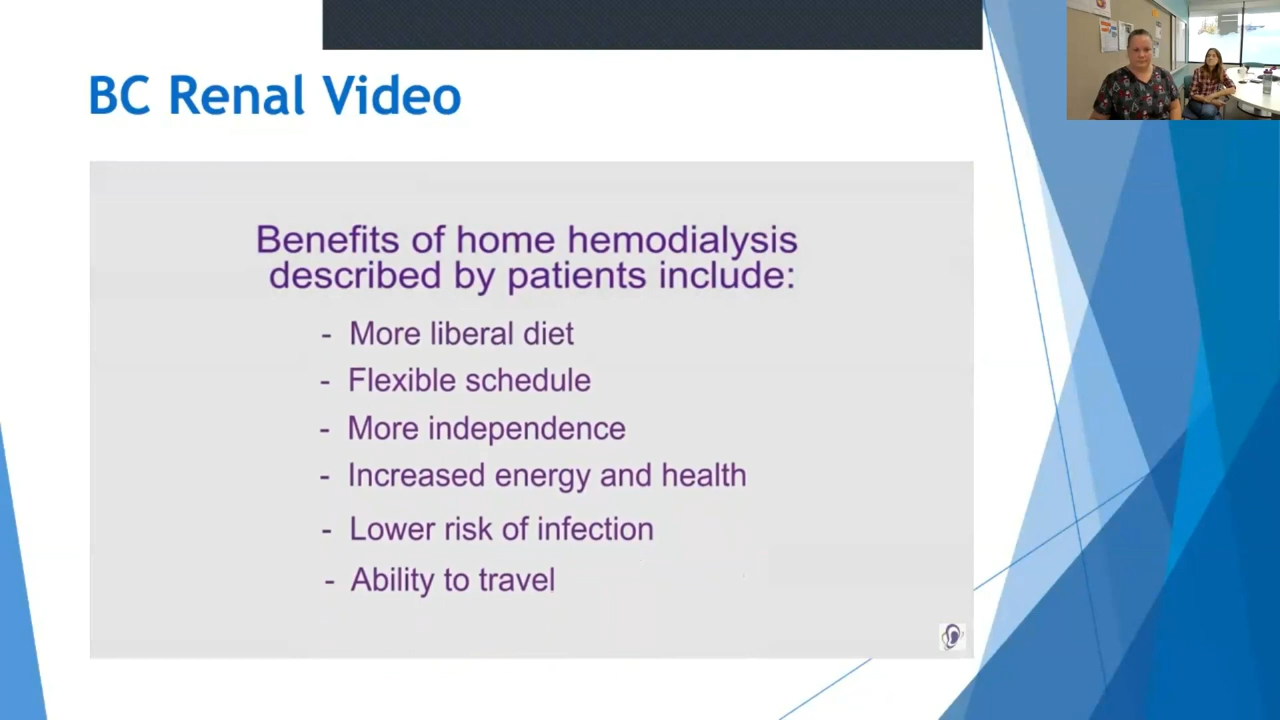 BC Renal Video
Benefits of home hemodialysis
described by patients include:
- More liberal diet
- Flexible schedule
- More independence
- Increased energy and health
- Lower risk of infection
- Ability to travel